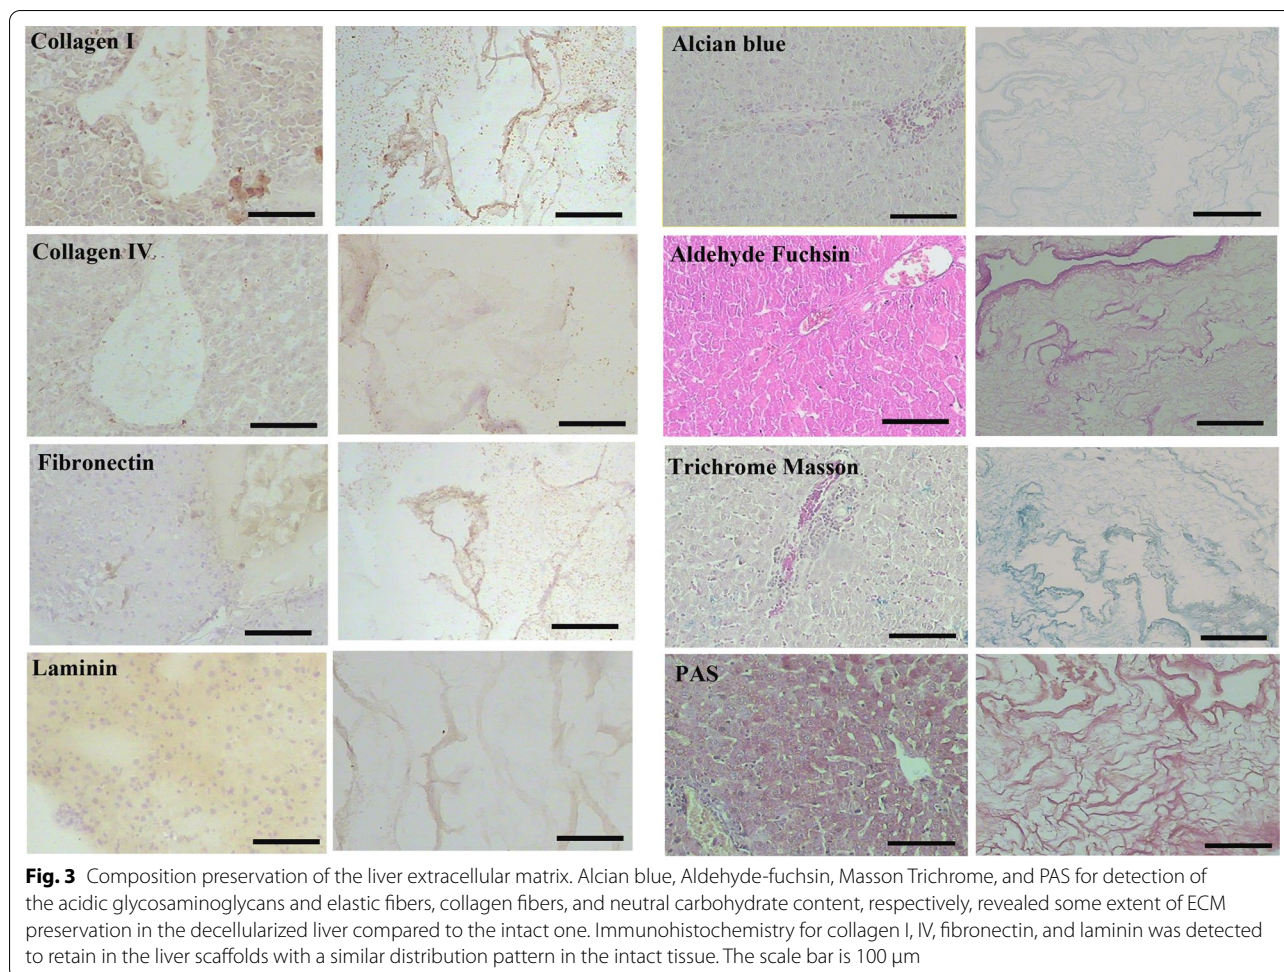 Collagen I
Alcian blue
Collagen IV
Aldehyde Fuchsin
Fibronectin
Trichrome Masson
Laminin
PAS
Fig. 3 Composition preservation of the liver extracellular matrix. Alcian blue, Aldehyde-fuchsin, Masson Trichrome, and PAS for detection of
the acidic glycosaminoglycans and elastic fibers, collagen fibers, and neutral carbohydrate content, respectively, revealed some extent of ECM
preservation in the decellularized liver compared to the intact one. Immunohistochemistry for collagen I, IV, fibronectin, and laminin was detected
to retain in the liver scaffolds with a similar distribution pattern in the intact tissue. The scale bar is 100 µm